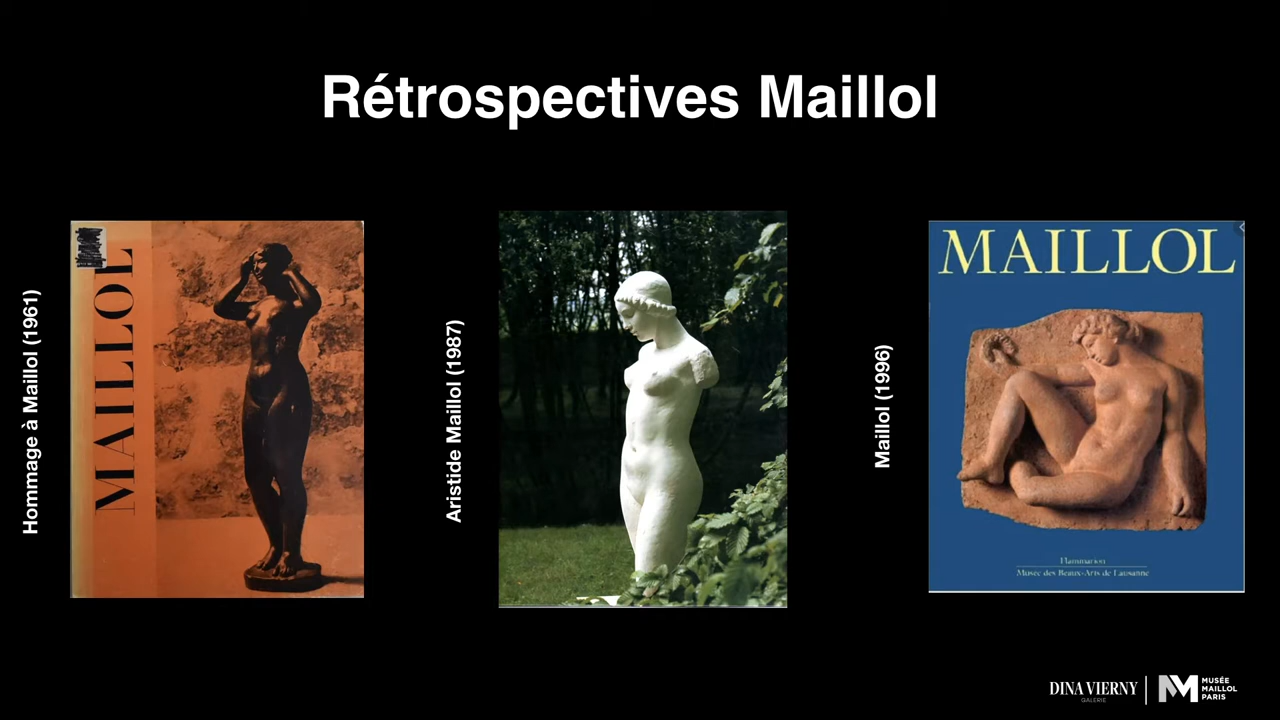 Rétrospectives Maillol
Hommage à Maillol (1961)
MAILLOL
Aristide Maillol (1987)
Maillol (1996)
MAILLOL
Flammarion
Musée des Beaux-Arts de Lausanne
DINA VIERNY
GALERIE
MUSÉE
MAILLOL
PARIS